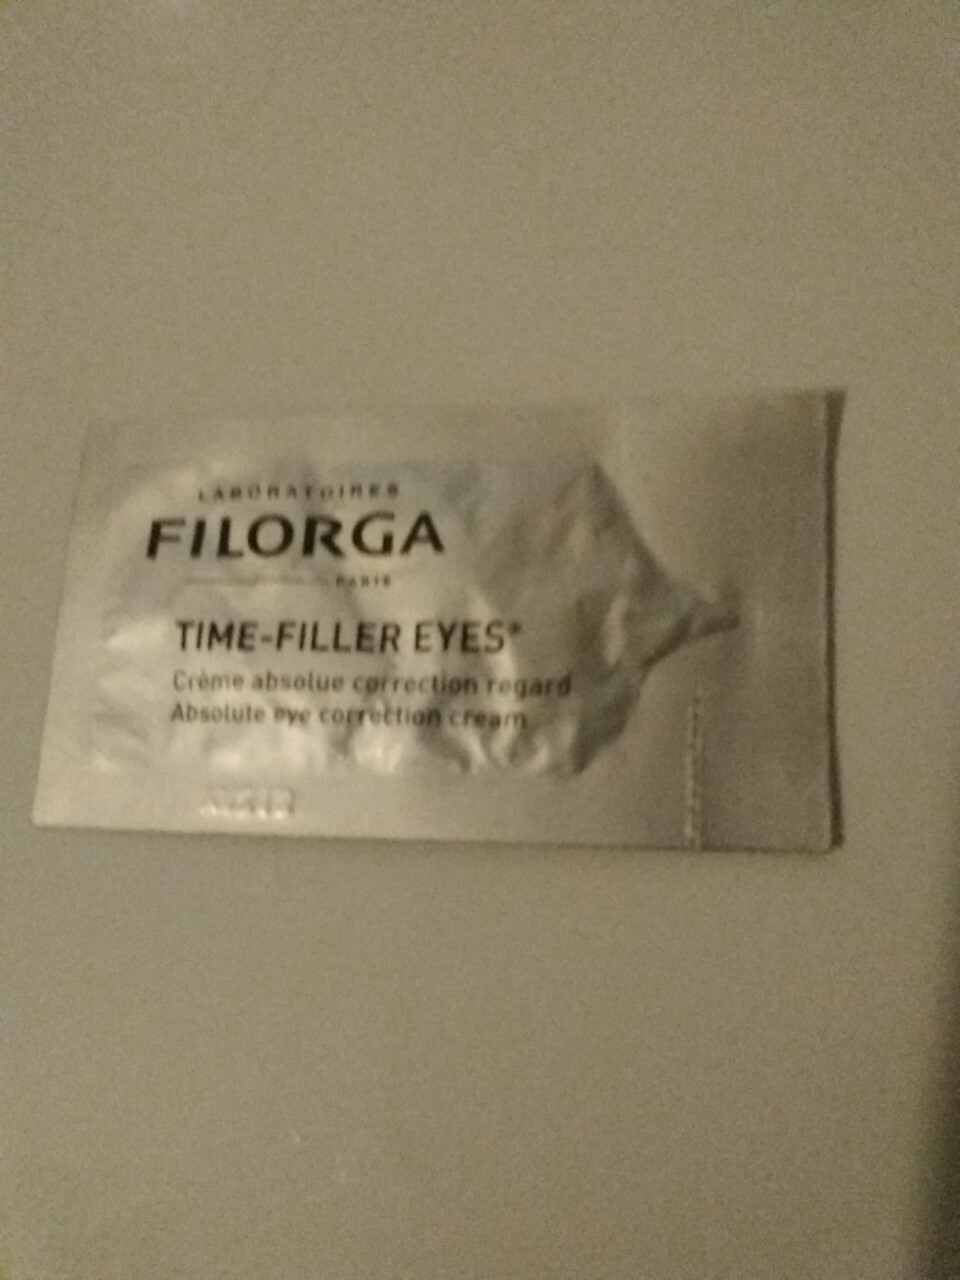 LABORATOIRES
FILORGA
PARIS
TIME-FILLER EYES®
Crème absolue correction regard
Absolute eye correction cream